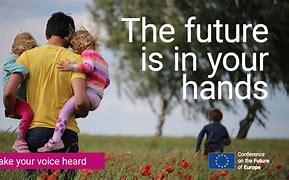 The future
is in your
hands
ake your voice heard
Conference
on the Future
of Europe